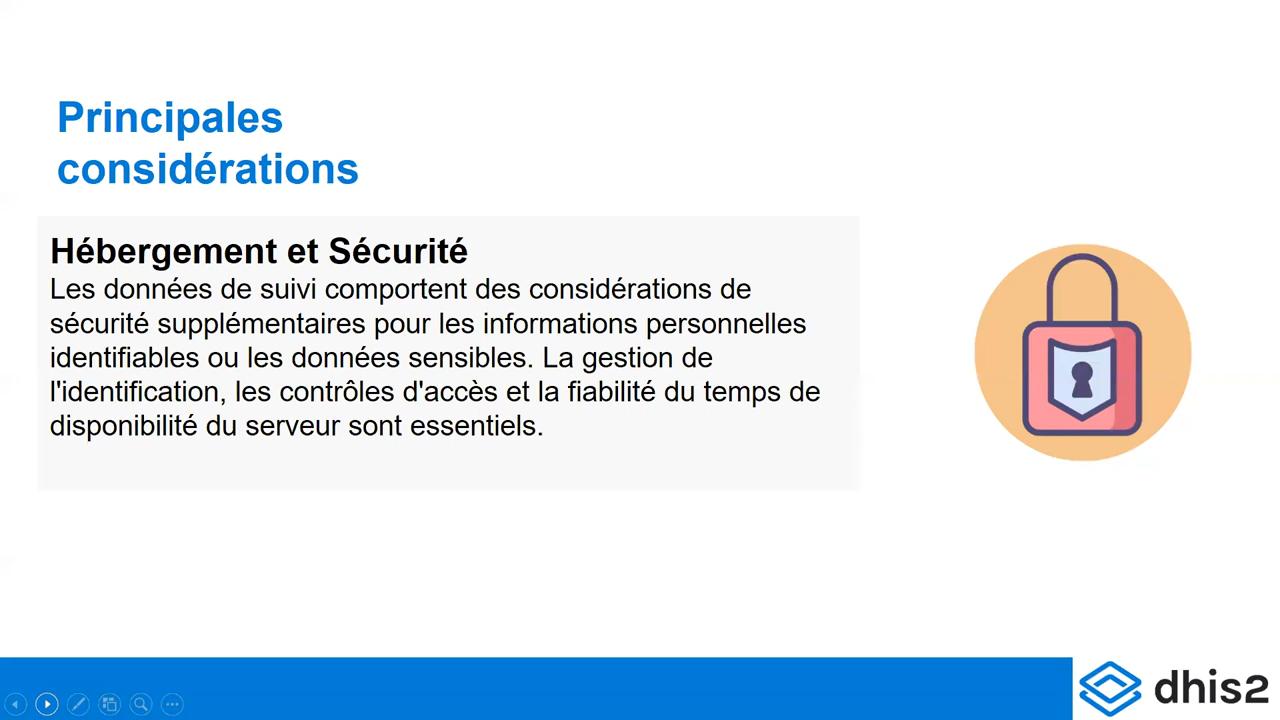 Principales
considérations
Hébergement et Sécurité
Les données de suivi comportent des considérations de
sécurité supplémentaires pour les informations personnelles
identifiables ou les données sensibles. La gestion de
l'identification, les contrôles d'accès et la fiabilité du temps de
disponibilité du serveur sont essentiels.
dhis2